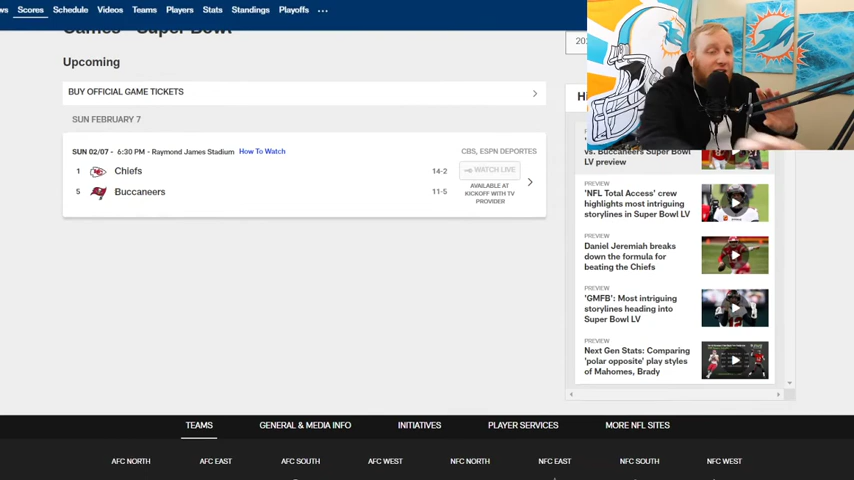 Scores Schedule Videos Teams Players Stats Standings Playoffs ...
Games - Super Bowl
Upcoming
BUY OFFICIAL GAME TICKETS
SUN FEBRUARY 7
SUN 02/07 - 6:30 PM - Raymond James Stadium How To Watch
CBS, ESPN DEPORTES
1 Chiefs 14-2
5 Buccaneers 11-5
WATCH LIVE
AVAILABLE AT
KICKOFF WITH TV
PROVIDER
vs. Buccaneers Super Bowl
LV preview
PREVIEW
'NFL Total Access' crew
highlights most intriguing
storylines in Super Bowl LV
PREVIEW
Daniel Jeremiah breaks
down the formula for
beating the Chiefs
PREVIEW
'GMFB': Most intriguing
storylines heading into
Super Bowl LV
PREVIEW
Next Gen Stats: Comparing
'polar opposite' play styles
of Mahomes, Brady
TEAMS GENERAL & MEDIA INFO INITIATIVES PLAYER SERVICES MORE NFL SITES
AFC NORTH AFC EAST AFC SOUTH AFC WEST NFC NORTH NFC EAST NFC SOUTH NFC WEST